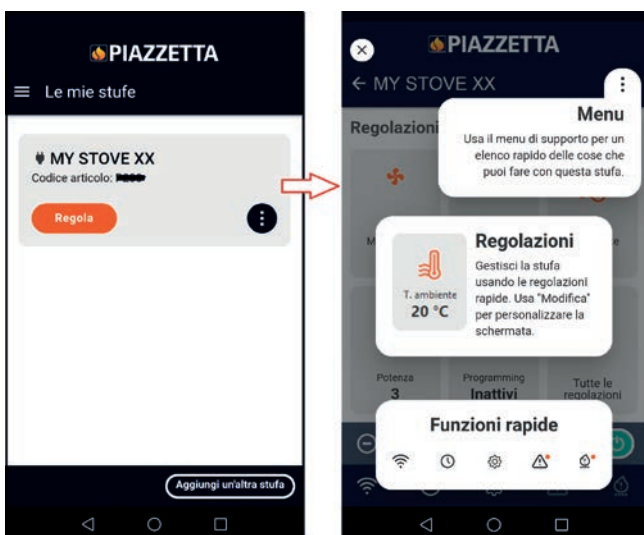 PIAZZETTA
Le mie stufe
MY STOVE XX
Codice articolo:
Regola
Aggiungi un'altra stufa
PIAZZETTA
MY STOVE XX
Menu
Usa il menu di supporto per un
elenco rapido delle cose che
puoi fare con questa stufa.
Regolazioni
Regolazioni
Gestisci la stufa
usando le regolazioni
rapide. Usa "Modifica"
per personalizzare la
schermata.
T. ambiente
20 °C
Potenza
3
Programming
Inattivi
Tutte le
regolazioni
Funzioni rapide